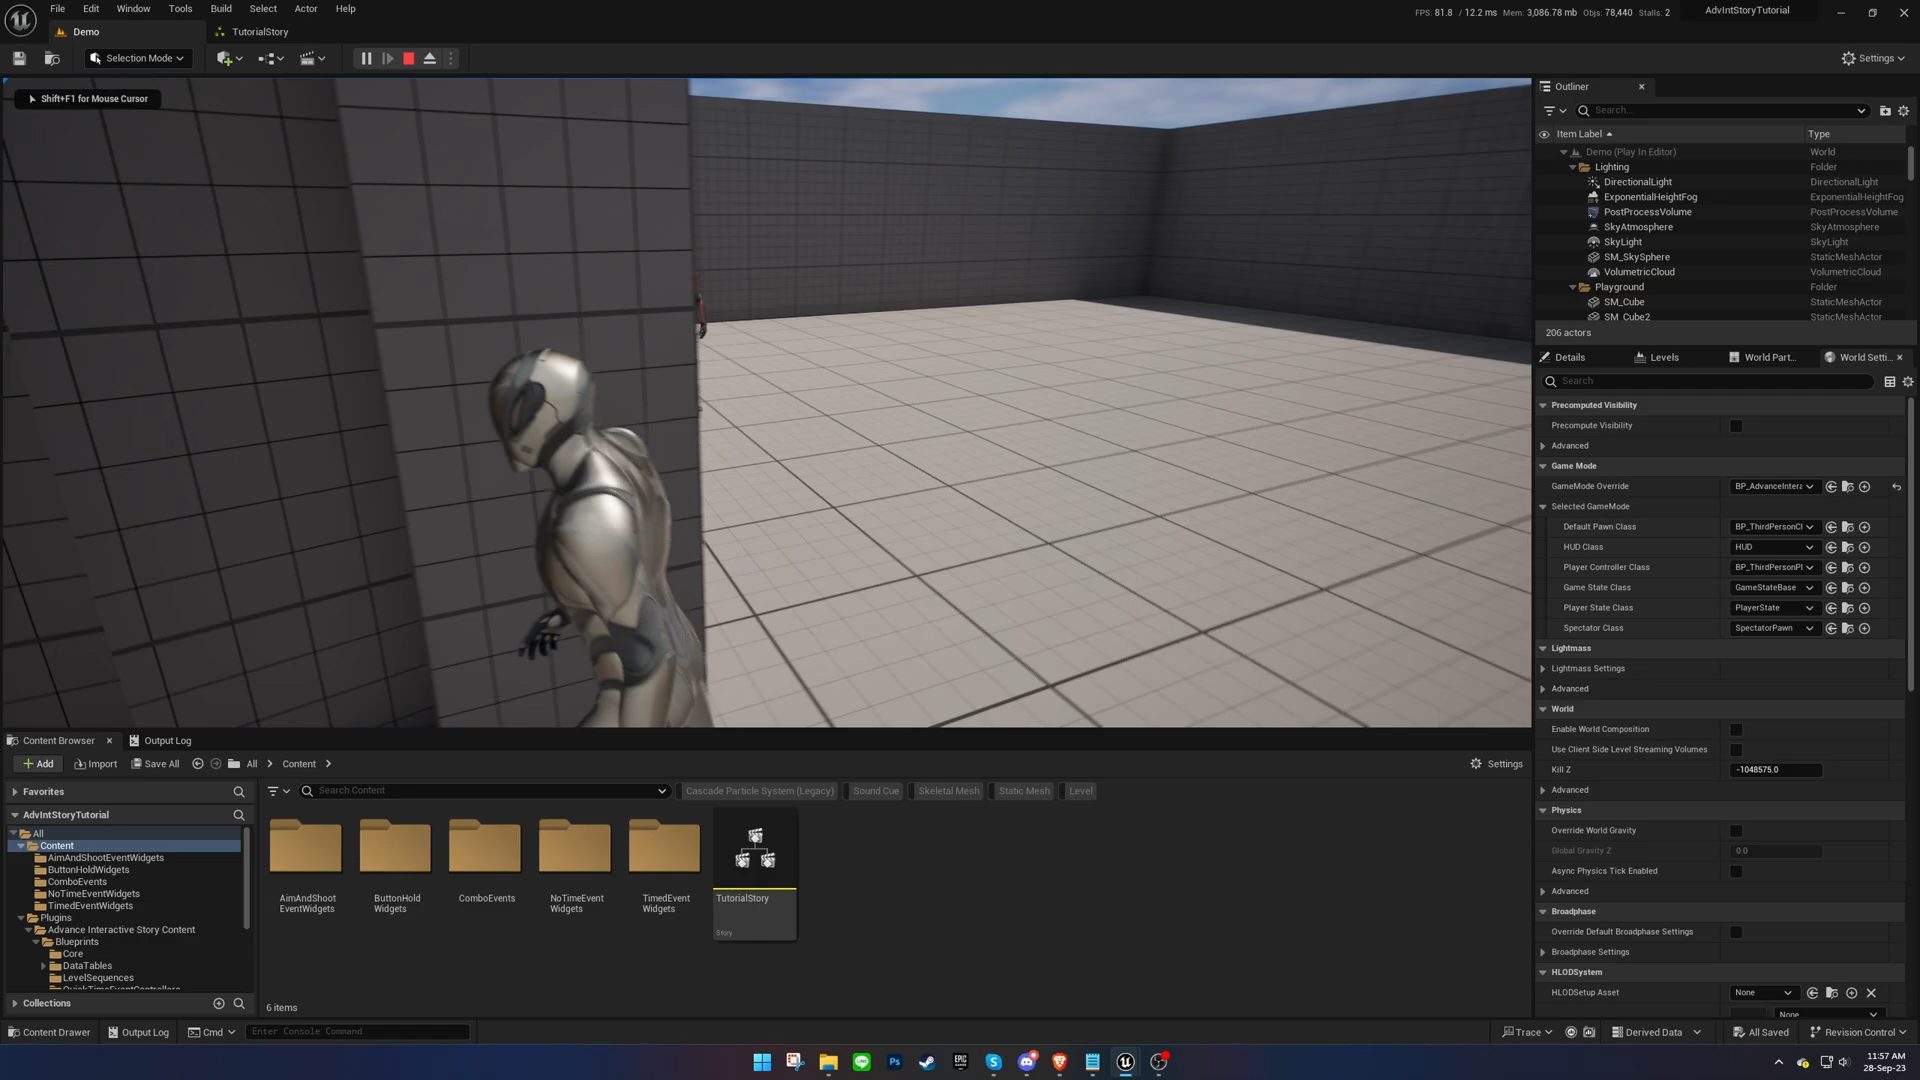 File Edit Window Tools Build Select Actor Help
FPS: 81.8 / 12.2 ms Mem: 3,086.78 mb Objs: 78,440 Stalls: 2
AdvIntStoryTutorial
Demo
TutorialStory
Selection Mode
Settings
Shift+F1 for Mouse Cursor
Outliner
Search...
Item Label Type
Demo (Play In Editor) World
Lighting Folder
DirectionalLight DirectionalLight
ExponentialHeightFog ExponentialHeightFog
PostProcessVolume PostProcessVolume
SkyAtmosphere SkyAtmosphere
SkyLight SkyLight
SM_SkySphere StaticMeshActor
VolumetricCloud VolumetricCloud
Playground Folder
SM_Cube StaticMeshActor
SM_Cube2 StaticMeshActor
206 actors
Details Levels World Part... World Setti...
Search
Precomputed Visibility
Precompute Visibility
Advanced
Game Mode
GameMode Override BP_AdvanceIntera
Selected GameMode
Default Pawn Class BP_ThirdPersonCl
HUD Class HUD
Player Controller Class BP_ThirdPersonPl
Game State Class GameStateBase
Player State Class PlayerState
Spectator Class SpectatorPawn
Lightmass
Lightmass Settings
Advanced
World
Enable World Composition
Use Client Side Level Streaming Volumes
Kill Z -1048575.0
Advanced
Physics
Override World Gravity
Global Gravity Z 0.0
Async Physics Tick Enabled
Advanced
Broadphase
Override Default Broadphase Settings
Broadphase Settings
HLODSystem
HLODSetup Asset None
None
Content Browser
Output Log
Add Import Save All All Content
Settings
Favorites
AdvIntStoryTutorial
All
Content
AimAndShootEventWidgets
ButtonHoldWidgets
ComboEvents
NoTimeEventWidgets
TimedEventWidgets
Plugins
Advance Interactive Story Content
Blueprints
Core
DataTables
LevelSequences
QuickTimeEventControllers
Collections
Search Content
Cascade Particle System (Legacy) Sound Cue Skeletal Mesh Static Mesh Level
AimAndShoot
EventWidgets
ButtonHold
Widgets
ComboEvents
NoTimeEvent
Widgets
TimedEvent
Widgets
TutorialStory
Story
6 items
Content Drawer Output Log Cmd Enter Console Command
Trace Derived Data All Saved Revision Control
Ps
EPIC
GAMES
11:57 AM
28-Sep-23